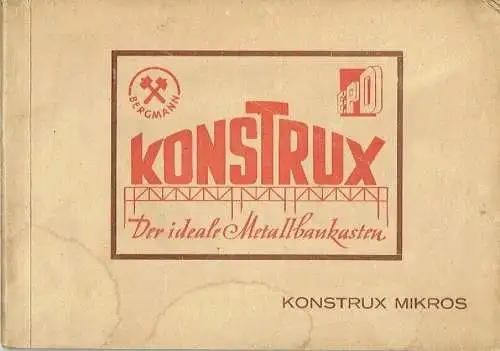 BERGMANN
EPO
KONSTRUX
Der ideale Metallbaukasten
KONSTRUX MIKROS